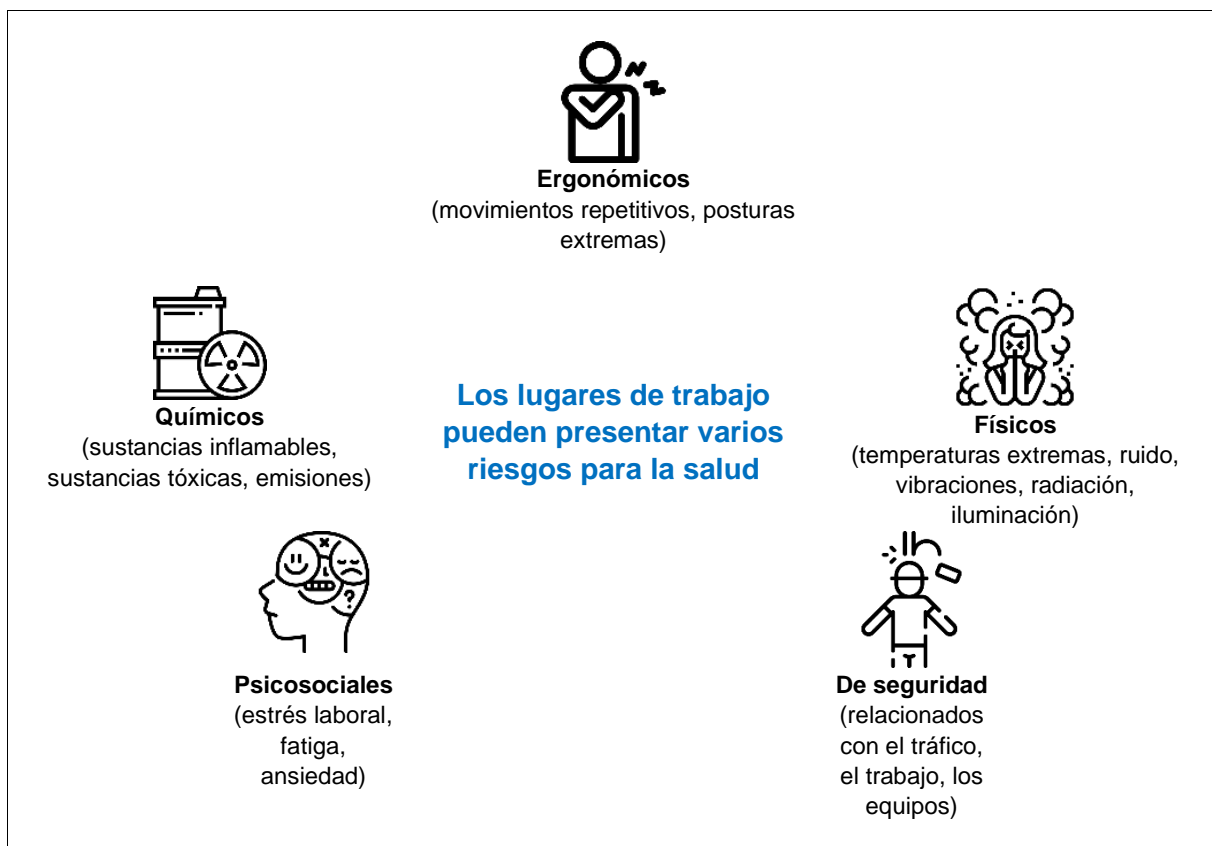 Ergonómicos
(movimientos repetitivos, posturas
extremas)
Químicos
(sustancias inflamables,
sustancias tóxicas, emisiones)
Los lugares de trabajo
pueden presentar varios
riesgos para la salud
Físicos
(temperaturas extremas, ruido,
vibraciones, radiación,
iluminación)
Psicosociales
(estrés laboral,
fatiga,
ansiedad)
De seguridad
(relacionados
con el tráfico,
el trabajo, los
equipos)